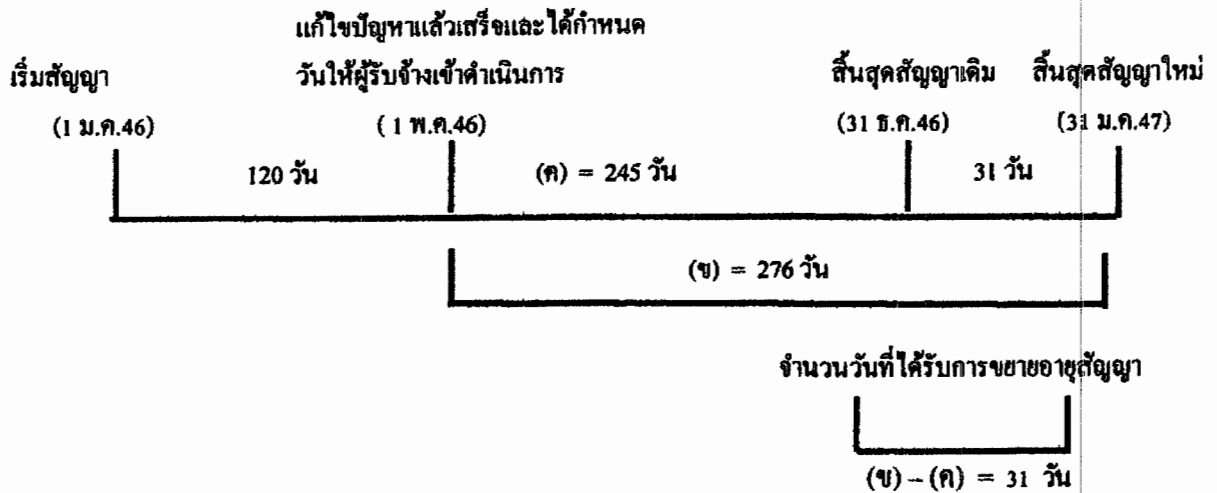 แก้ไขปัญหาแล้วเสร็จและได้กำหนด
เริ่มสัญญา วันให้ผู้รับจ้างเข้าดำเนินการ สิ้นสุดสัญญาเดิม สิ้นสุดสัญญาใหม่
(1 ม.ค.46) ( 1 พ.ค.46) (31 ธ.ค.46) (31 ม.ค.47)
120 วัน (ค) = 245 วัน 31 วัน
(ข) = 276 วัน
จำนวนวันที่ได้รับการขยายอายุสัญญา
(ข) – (ค) = 31 วัน